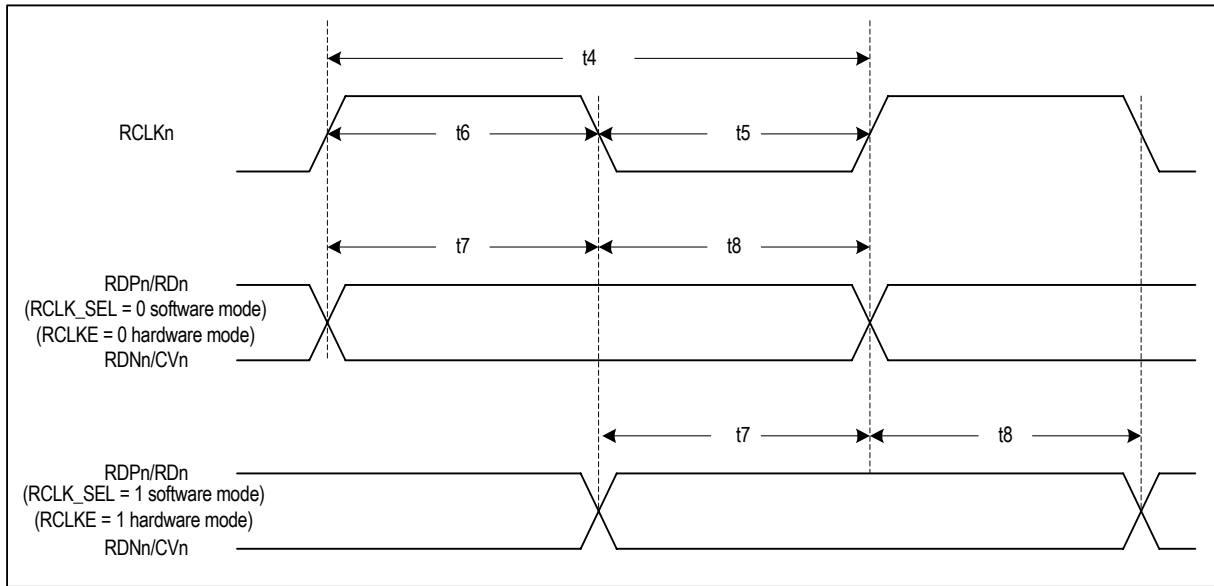 t4
RCLKn
t6
t5
t7
t8
RDPn/RDn
(RCLK_SEL = 0 software mode)
(RCLKE = 0 hardware mode)
RDNn/CVn
t7
t8
RDPn/RDn
(RCLK_SEL = 1 software mode)
(RCLKE = 1 hardware mode)
RDNn/CVn